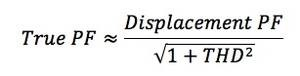 True PF ≈ Displacement PF / √1 + THD²